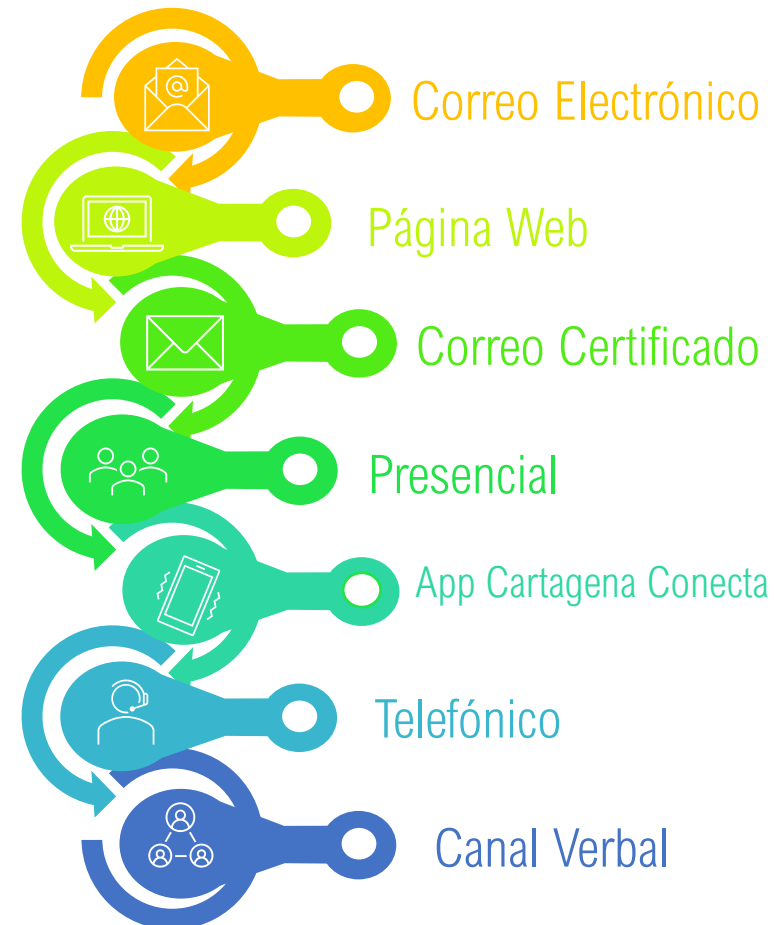 Correo Electrónico
Página Web
Correo Certificado
Presencial
App Cartagena Conecta
Telefónico
Canal Verbal